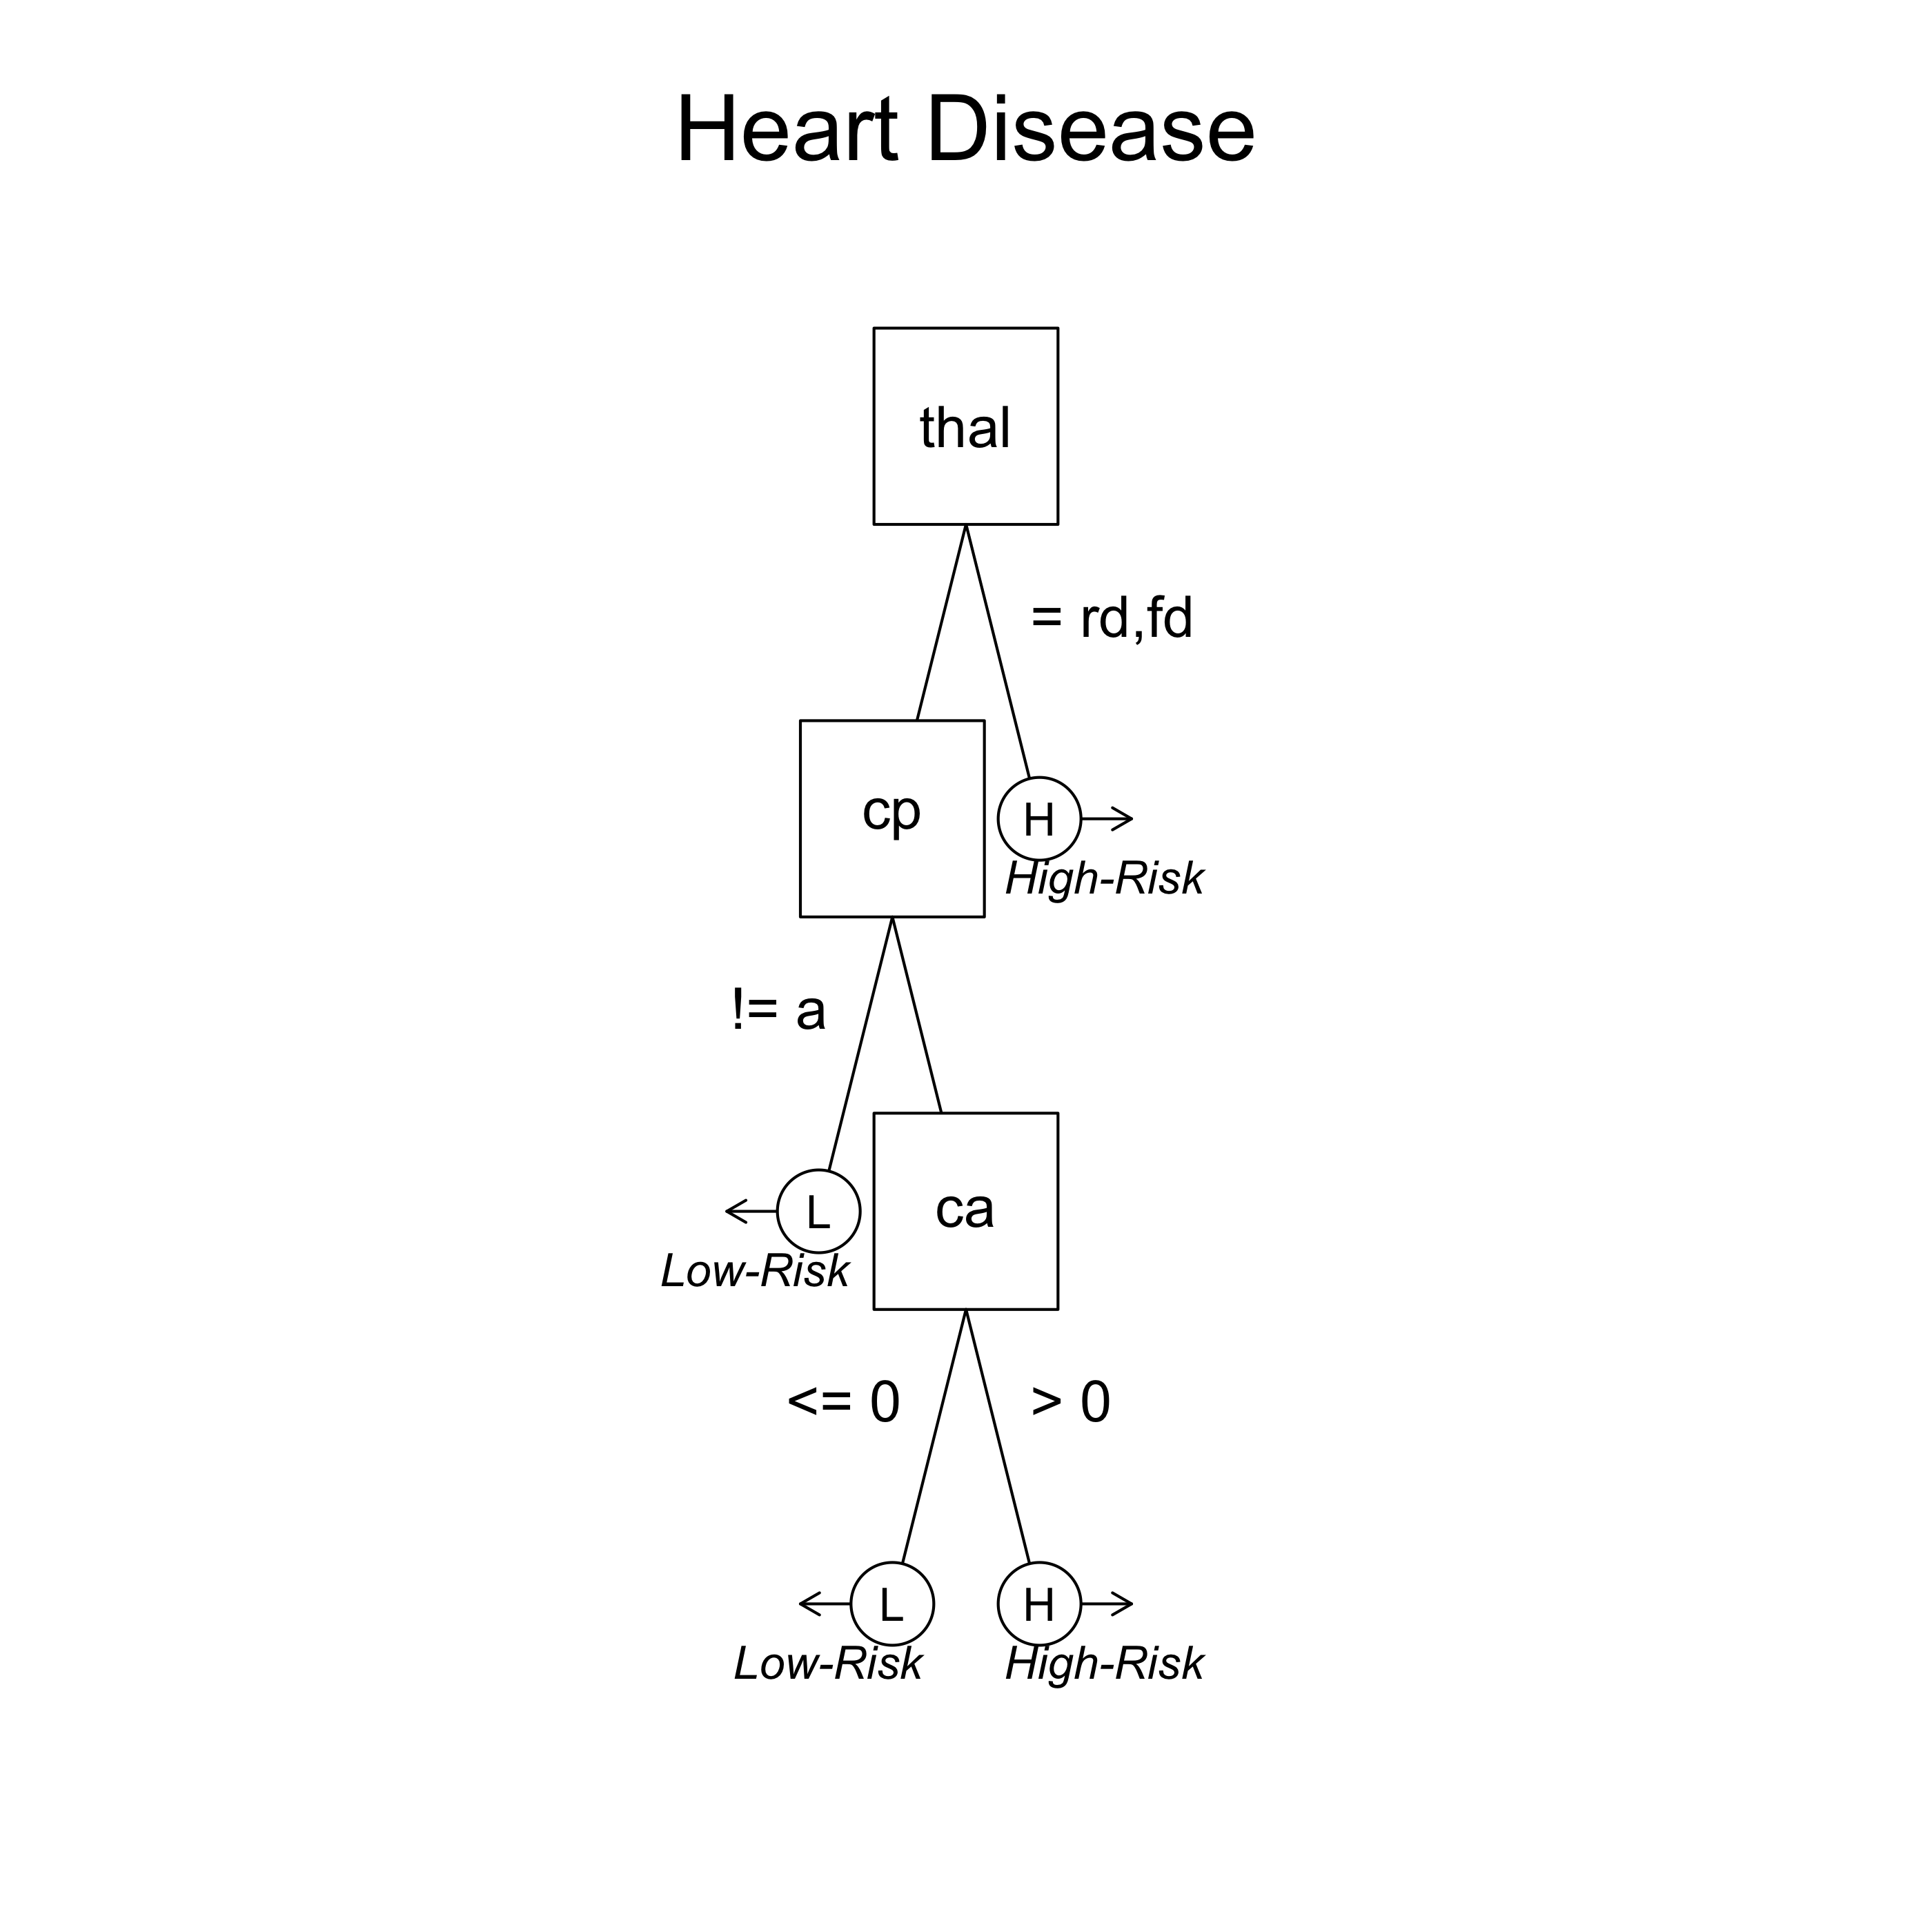 Heart Disease
thal
= rd,fd
cp
H
High-Risk
!= a
L
Low-Risk
ca
<= 0
> 0
L
H
Low-Risk
High-Risk